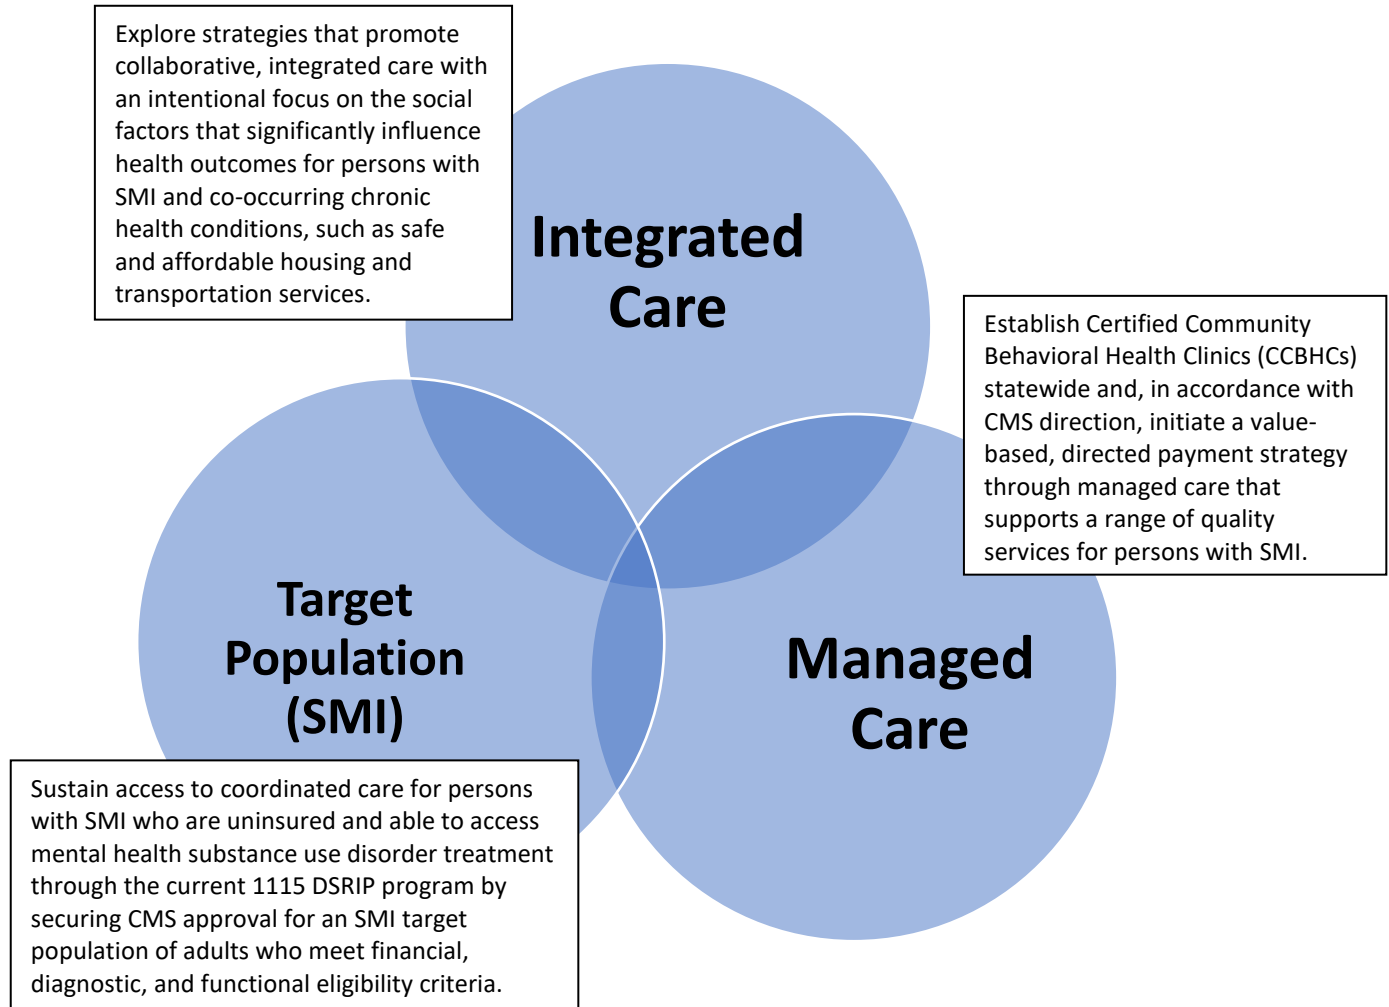 Explore strategies that promote
collaborative, integrated care with
an intentional focus on the social
factors that significantly influence
health outcomes for persons with
SMI and co-occurring chronic
health conditions, such as safe
and affordable housing and
transportation services.
Integrated
Care
Establish Certified Community
Behavioral Health Clinics (CCBHCs)
statewide and, in accordance with
CMS direction, initiate a value-
based, directed payment strategy
through managed care that
supports a range of quality
services for persons with SMI.
Target
Population
(SMI)
Managed
Care
Sustain access to coordinated care for persons
with SMI who are uninsured and able to access
mental health substance use disorder treatment
through the current 1115 DSRIP program by
securing CMS approval for an SMI target
population of adults who meet financial,
diagnostic, and functional eligibility criteria.